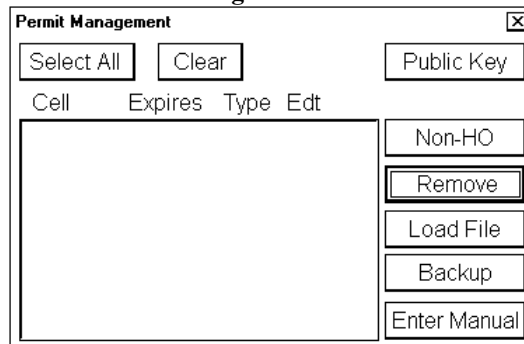 Permit Management
Select All Clear Public Key
Cell Expires Type Edt
Non-HO
Remove
Load File
Backup
Enter Manual